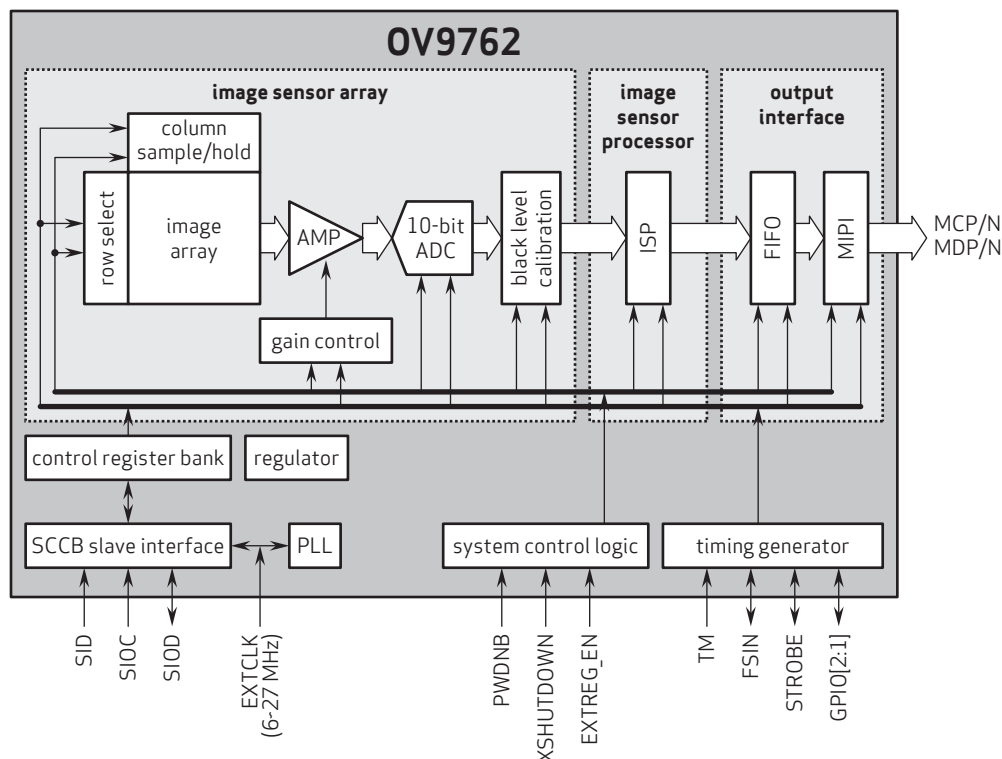 OV9762
image sensor array
image
sensor
processor
output
interface
column
sample/hold
row select
image
array
AMP
10-bit
ADC
black level
calibration
ISP
FIFO
MIPI
MCP/N
MDP/N
gain control
control register bank
regulator
SCCB slave interface
PLL
system control logic
timing generator
SID
SIOC
SIOD
EXTCLK
(6-27 MHz)
PWDNB
XSHUTDOWN
EXTREG_EN
TM
FSIN
STROBE
GPIO[2:1]